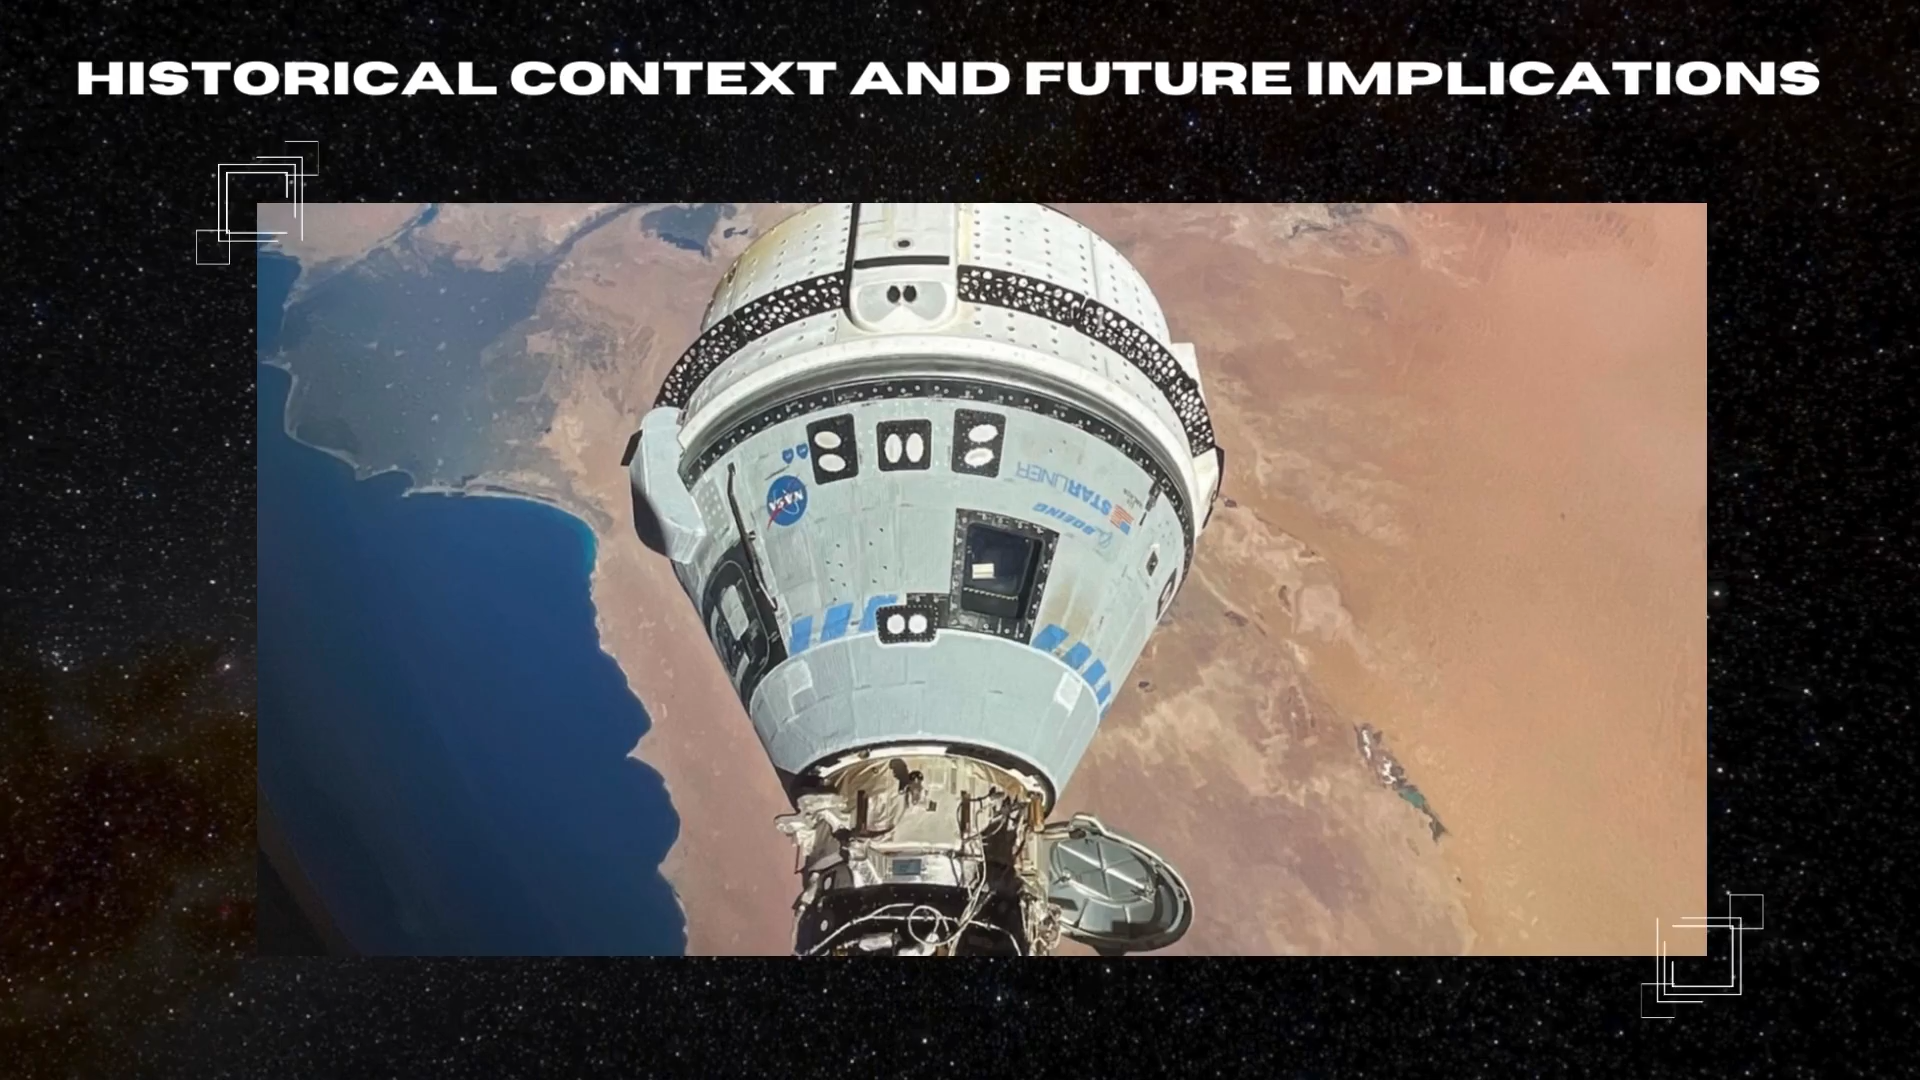 HISTORICAL CONTEXT AND FUTURE IMPLICATIONS
NASA
STARLINER
BOEING